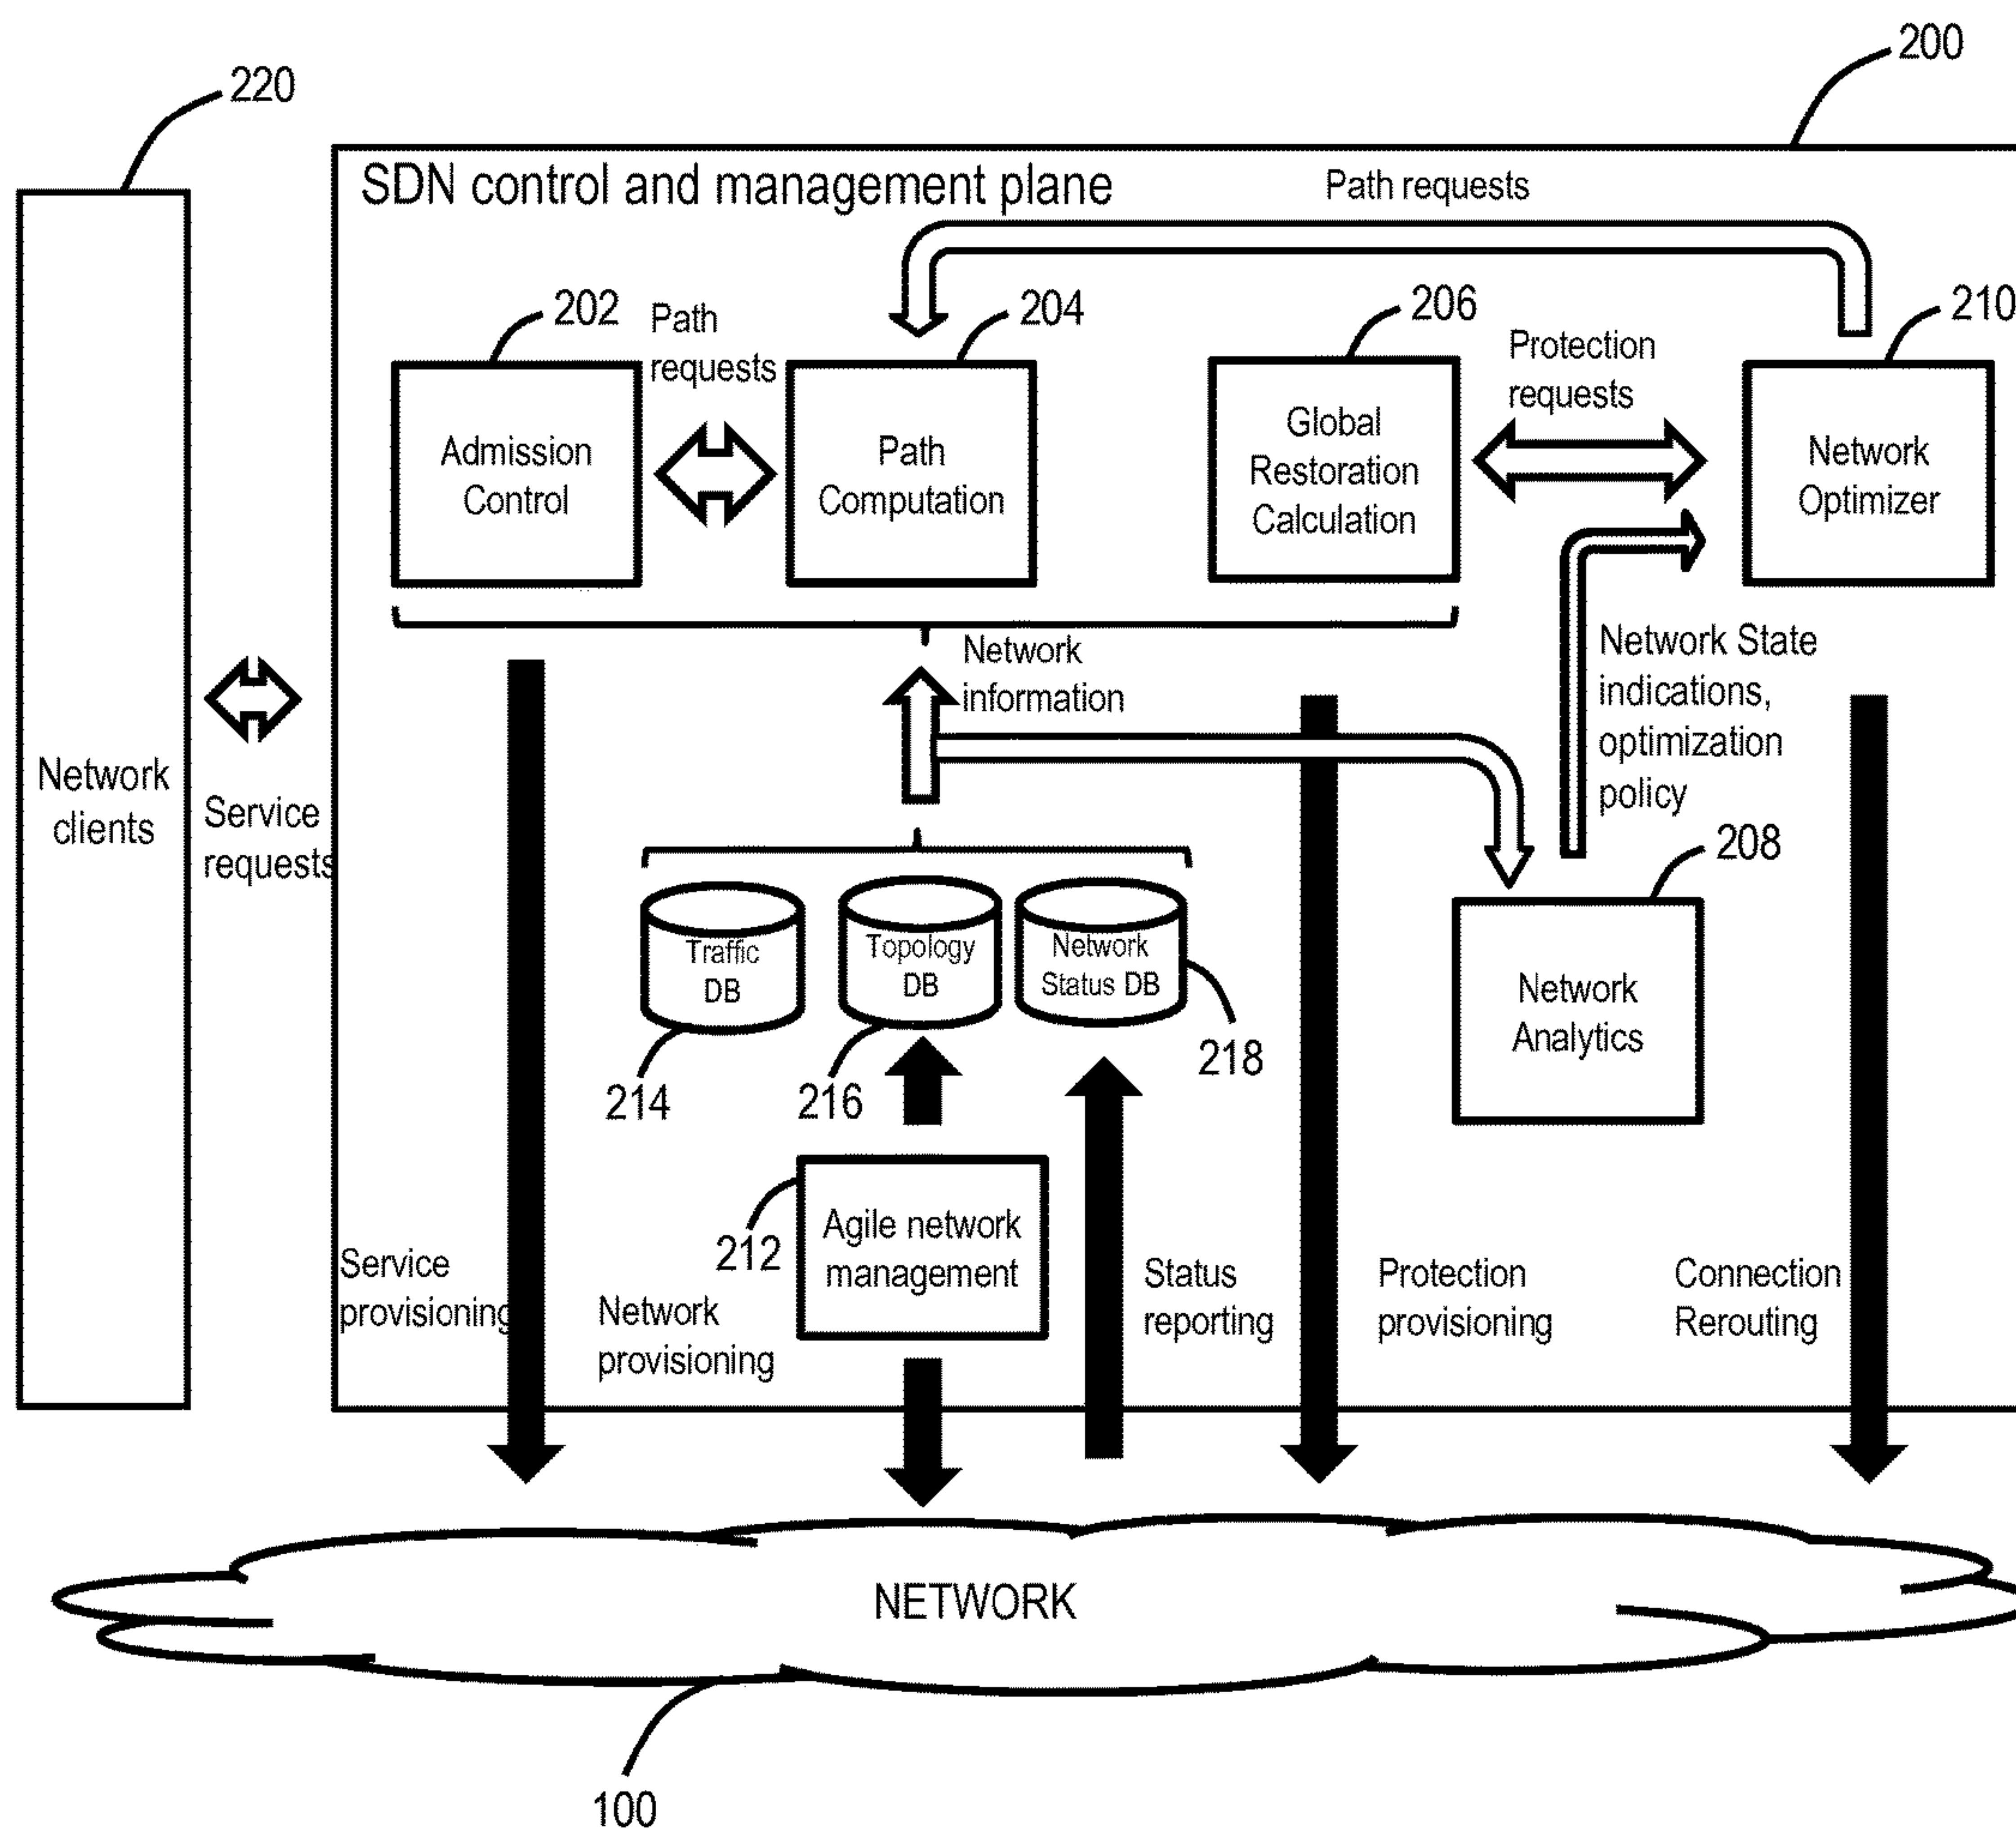 200
220
SDN control and management plane
Path requests
202
Path
requests
204
206
Protection
requests
210
Admission
Control
Path
Computation
Global
Restoration
Calculation
Network
Optimizer
Network
information
Network State
indications,
optimization
policy
Network
clients
Service
requests
208
Traffic
DB
Topology
DB
Network
Status DB
Network
Analytics
214
216
218
212
Agile network
management
Service
provisioning
Network
provisioning
Status
reporting
Protection
provisioning
Connection
Rerouting
NETWORK
100